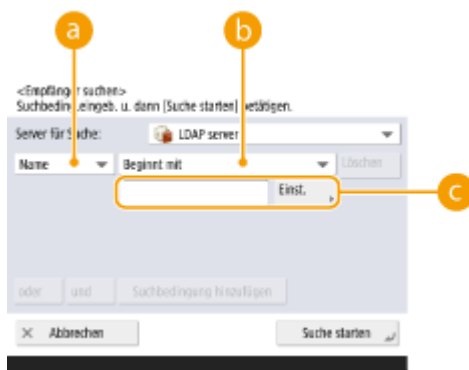 a b
<Empfänger suchen>
Suchbeding. eingeb. u. dann [Suche starten] betätigen.
Server für Suche: LDAP server
Name Beginnt mit Löschen
Einst. c
oder und Suchbedingung hinzufügen
× Abbrechen Suche starten